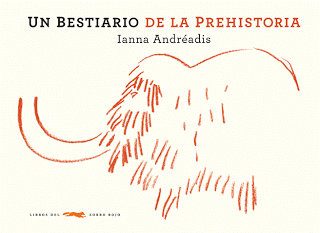 UN BESTIARIO DE LA PREHISTORIA
Ianna Andréadis
LIBROS DEL ZORRO ROJO